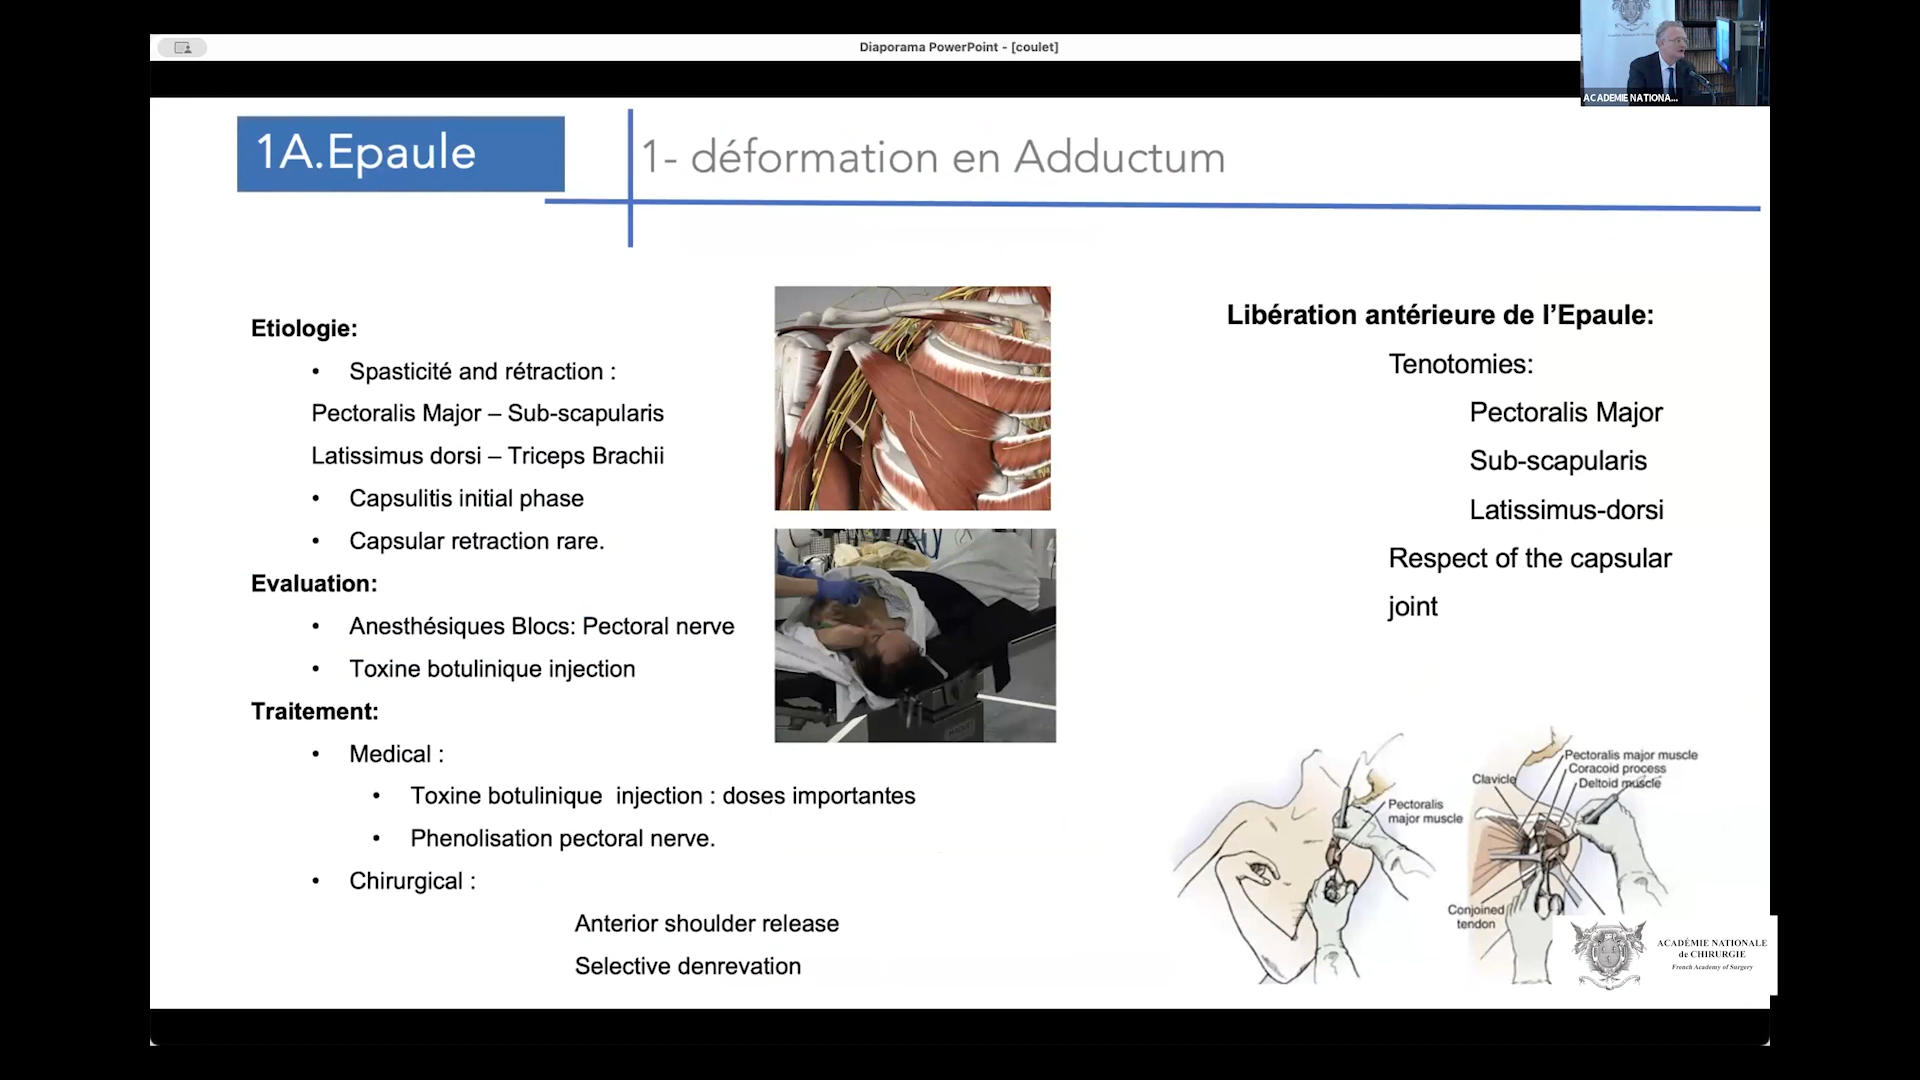 Diaporama PowerPoint - [coulet]
ACADEMIE NATIONA...
1A.Epaule
1- déformation en Adductum
Etiologie:
• Spasticité and rétraction :
Pectoralis Major – Sub-scapularis
Latissimus dorsi – Triceps Brachii
• Capsulitis initial phase
• Capsular retraction rare.
Evaluation:
• Anesthésiques Blocs: Pectoral nerve
• Toxine botulinique injection
Traitement:
• Medical :
• Toxine botulinique injection : doses importantes
• Phenolisation pectoral nerve.
• Chirurgical :
Anterior shoulder release
Selective denrevation
Libération antérieure de l’Epaule:
Tenotomies:
Pectoralis Major
Sub-scapularis
Latissimus-dorsi
Respect of the capsular
joint
Pectoralis
major muscle
Clavicle
Pectoralis major muscle
Coracoid process
Deltoid muscle
Conjoined
tendon
ACADÉMIE NATIONALE
de CHIRURGIE
French Academy of Surgery